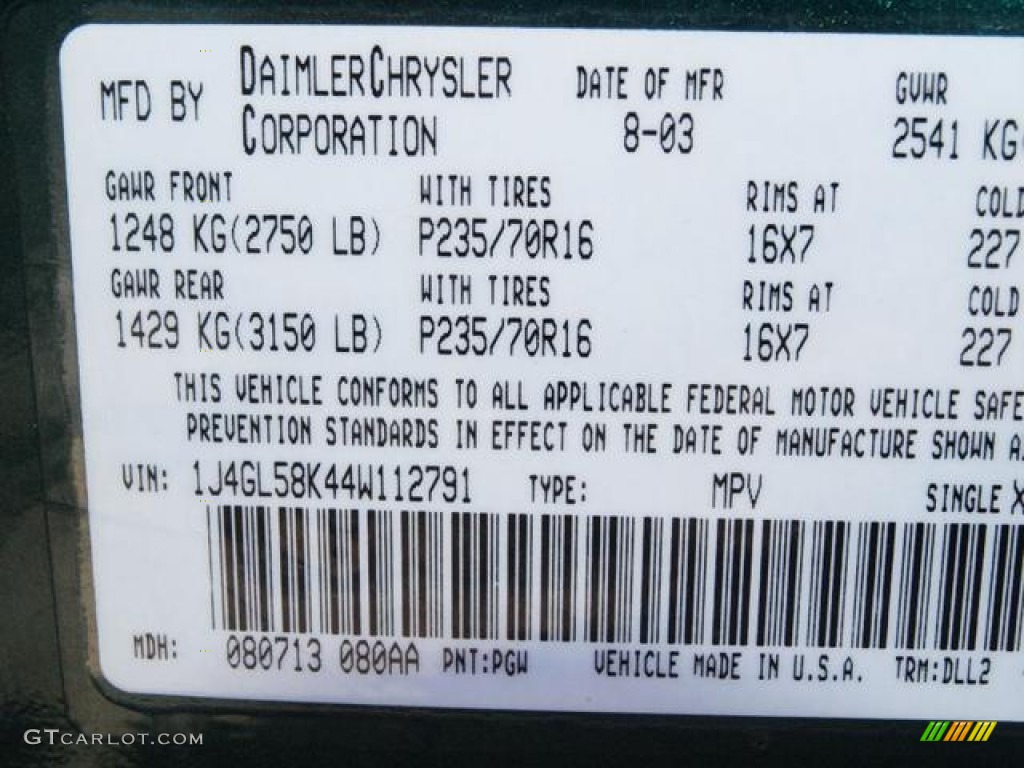 MFD BY DAIMLERCHRYSLER CORPORATION DATE OF MFR GVWR
8-03 2541 KG
GAWR FRONT WITH TIRES RIMS AT COLD
1248 KG(2750 LB) P235/70R16 16X7 227
GAWR REAR WITH TIRES RIMS AT COLD
1429 KG(3150 LB) P235/70R16 16X7 227
THIS VEHICLE CONFORMS TO ALL APPLICABLE FEDERAL MOTOR VEHICLE SAFE
PREVENTION STANDARDS IN EFFECT ON THE DATE OF MANUFACTURE SHOWN A
VIN: 1J4GL58K44W112791 TYPE: MPV SINGLE X
MDH: 080713 080AA PNT:PGW VEHICLE MADE IN U.S.A. TRM:DLL2
GTCARLOT.COM